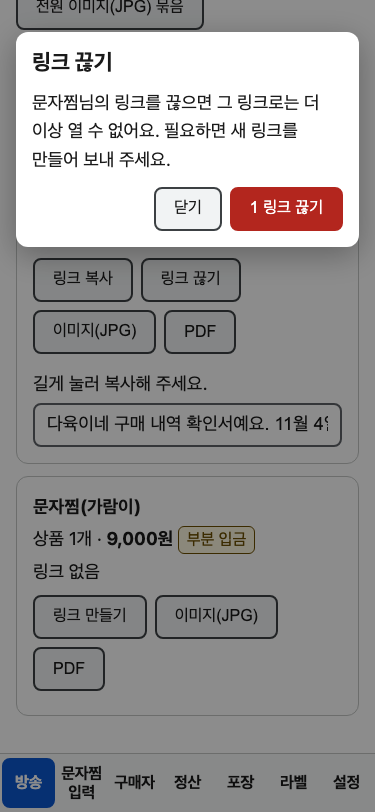 전원 이미지(JPG) 묶음
링크 끊기
문자찜님의 링크를 끊으면 그 링크로는 더
이상 열 수 없어요. 필요하면 새 링크를
만들어 보내 주세요.
닫기
1 링크 끊기
링크 복사
링크 끊기
이미지(JPG)
PDF
길게 눌러 복사해 주세요.
다육이네 구매 내역 확인서예요. 11월 4
문자찜(가람이)
상품 1개 · 9,000원 부분 입금
링크 없음
링크 만들기
이미지(JPG)
PDF
방송
문자찜
입력
구매자
정산
포장
라벨
설정